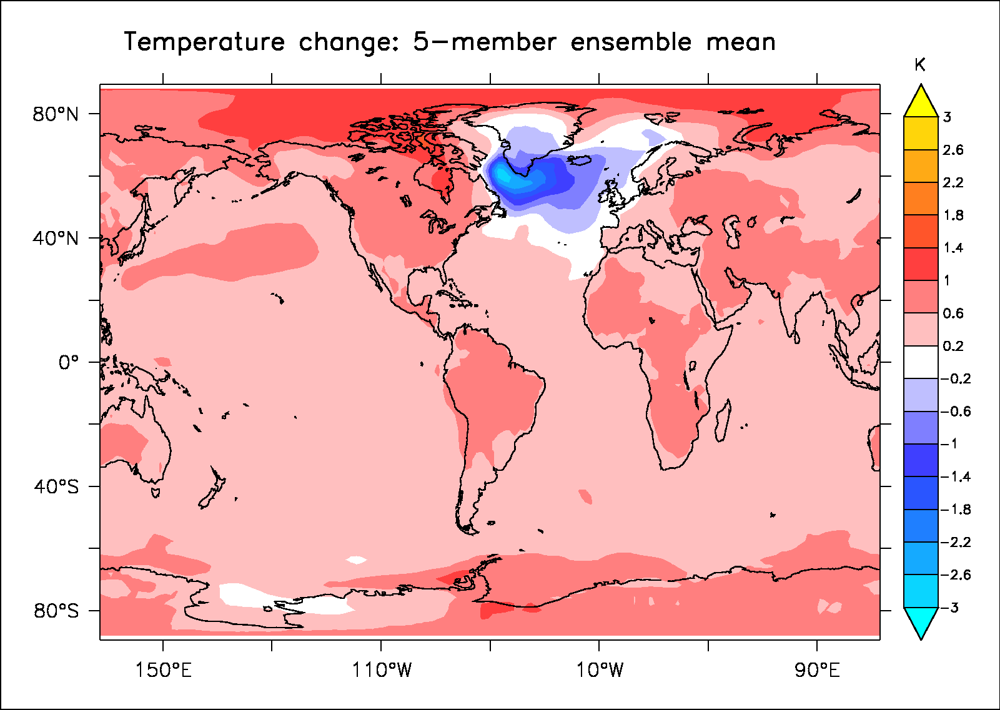 Temperature change: 5-member ensemble mean
K
80°N
40°N
0°
40°S
80°S
150°E
110°W
10°W
90°E
3
2.6
2.2
1.8
1.4
1
0.6
0.2
-0.2
-0.6
-1
-1.4
-1.8
-2.2
-2.6
-3